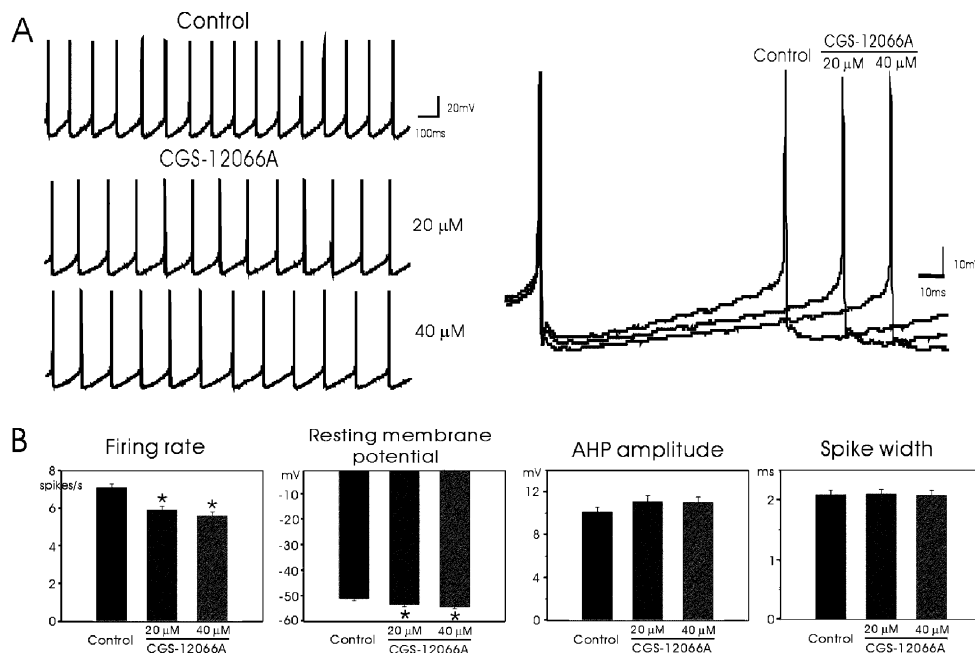 A
Control
20mV
100ms
CGS-12066A
20 µM
40 µM
Control
CGS-12066A
20 µM 40 µM
10mV
10ms
B
Firing rate
8
spikes/s
6
4
2
0
Control
20 µM 40 µM
CGS-12066A
Resting membrane
potential
mV
-10
-20
-30
-40
-50
-60
*
*
Control
20 µM 40 µM
CGS-12066A
AHP amplitude
mV
12
8
4
0
Control
20 µM 40 µM
CGS-12066A
Spike width
ms
2
1
0
Control
20 µM 40 µM
CGS-12066A